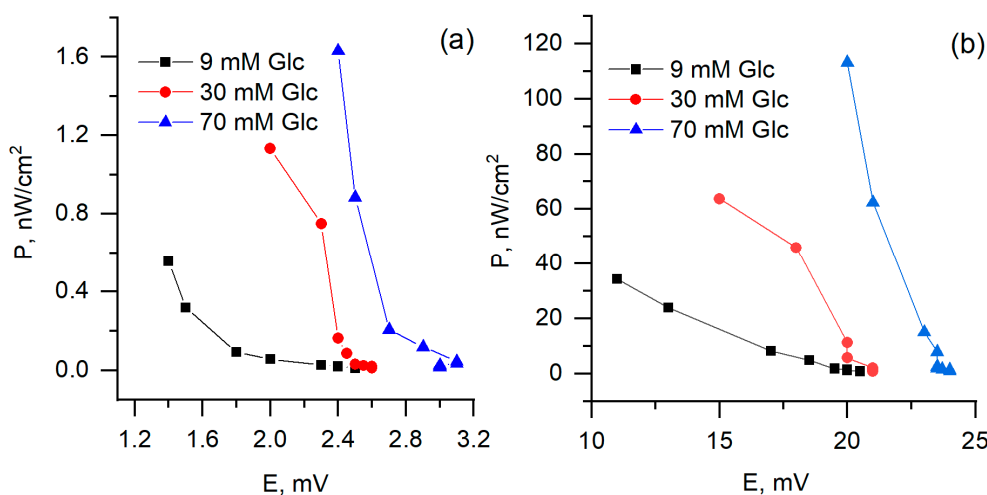 (a)
9 mM Glc
30 mM Glc
70 mM Glc
P, nW/cm²
1.6
1.2
0.8
0.4
0.0
1.2 1.6 2.0 2.4 2.8 3.2
E, mV
(b)
9 mM Glc
30 mM Glc
70 mM Glc
P, nW/cm²
120
100
80
60
40
20
0
10 15 20 25
E, mV